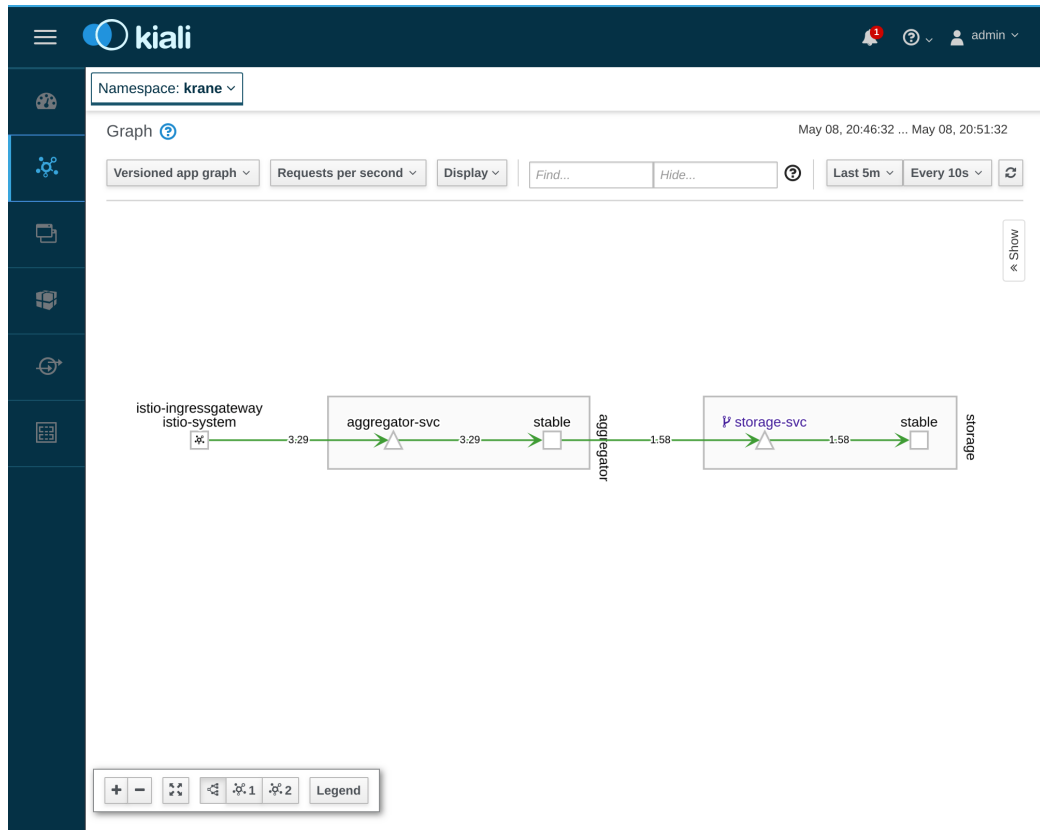 kiali
1
admin
Namespace: krane
Graph
May 08, 20:46:32 ... May 08, 20:51:32
Versioned app graph
Requests per second
Display
Find...
Hide...
Last 5m
Every 10s
« Show
istio-ingressgateway
istio-system
3.29
aggregator-svc
3.29
stable
aggregator
1.58
storage-svc
1.58
stable
storage
1
2
Legend